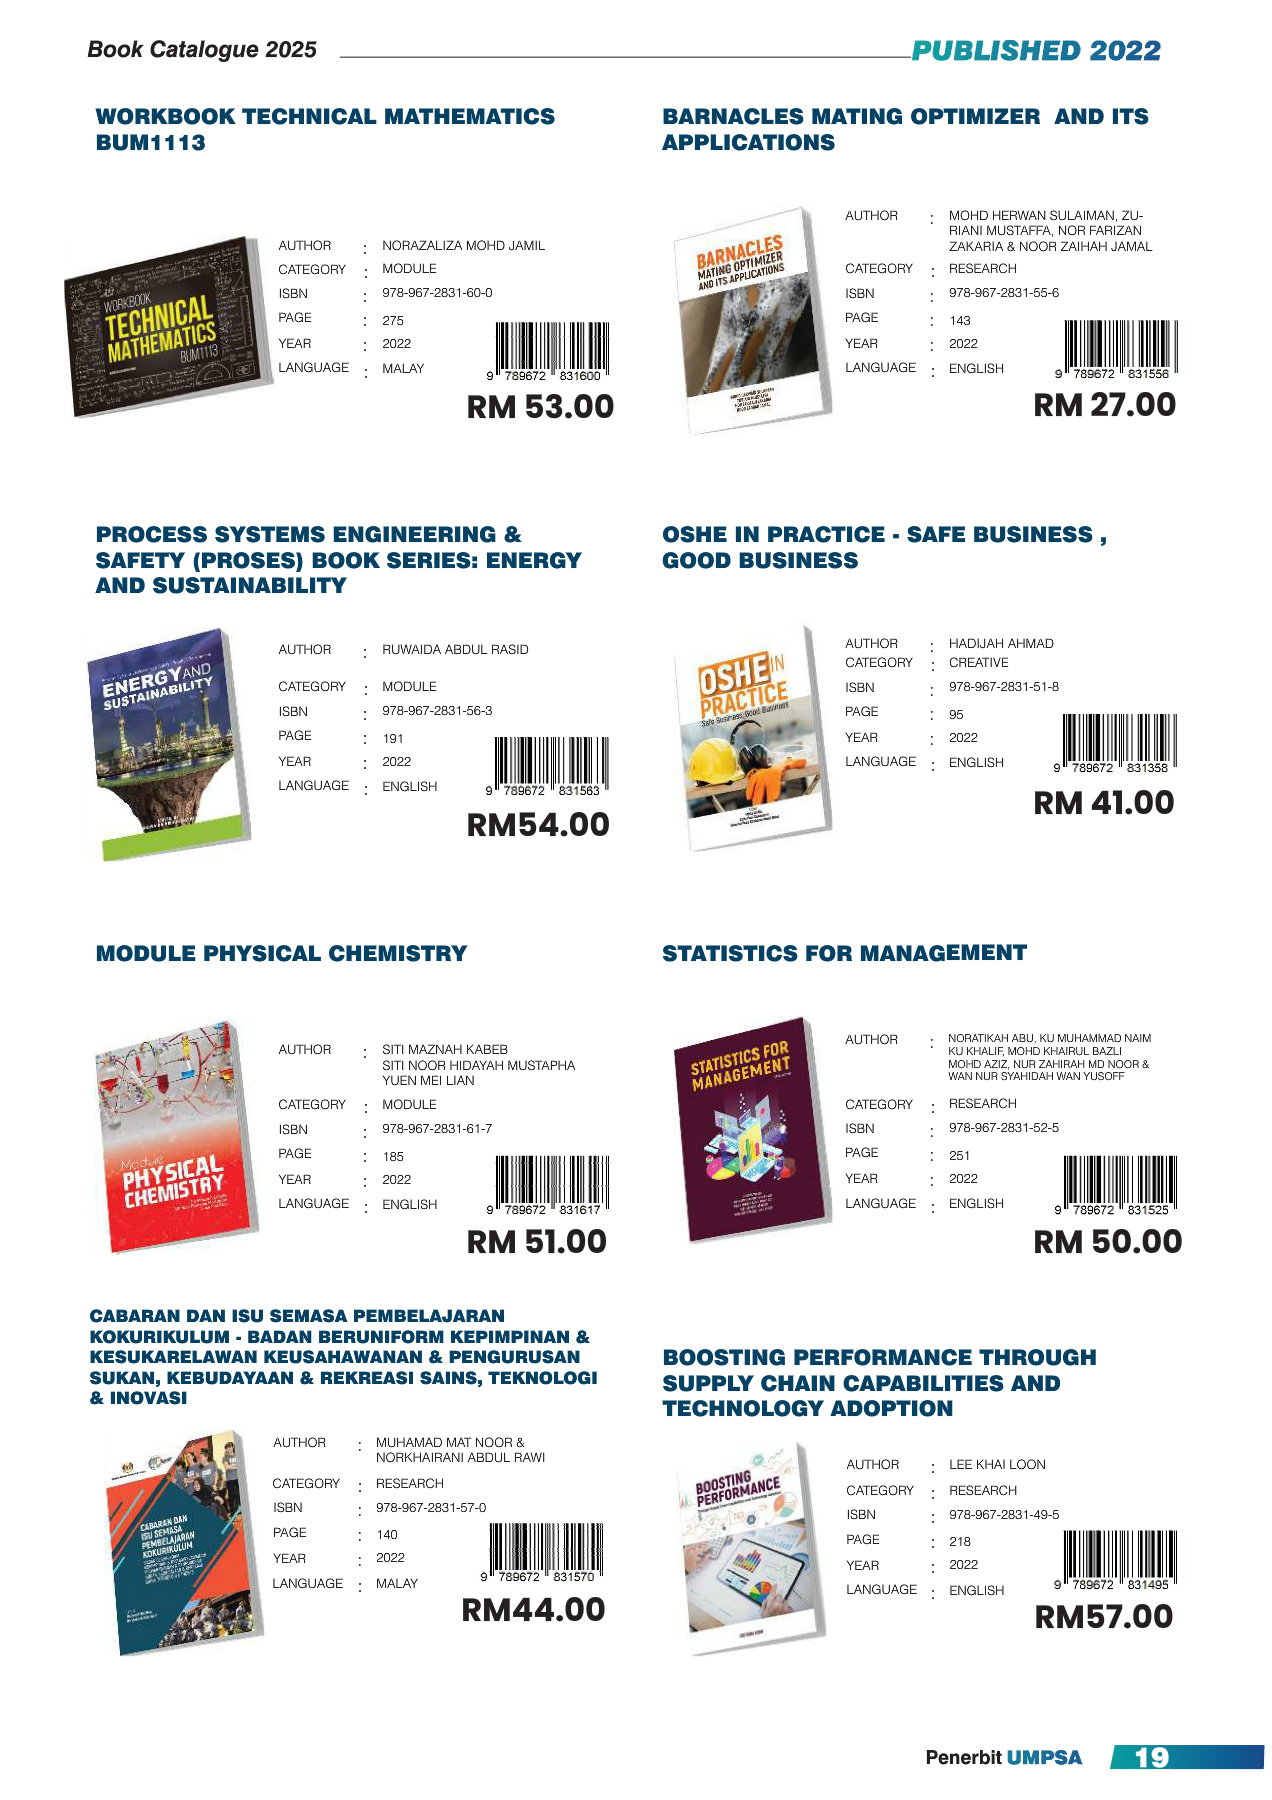 Book Catalogue 2025
PUBLISHED 2022
WORKBOOK TECHNICAL MATHEMATICS
BUM1113
WORKBOOK
TECHNICAL
MATHEMATICS
BUM1113
AUTHOR : NORAZALIZA MOHD JAMIL
CATEGORY : MODULE
ISBN : 978-967-2831-60-0
PAGE : 275
YEAR : 2022
LANGUAGE : MALAY
9 789672 831600
RM 53.00
BARNACLES MATING OPTIMIZER AND ITS
APPLICATIONS
BARNACLES
MATING OPTIMIZER
AND ITS APPLICATIONS
AUTHOR : MOHD HERWAN SULAIMAN, ZU-
RIANI MUSTAFFA, NOR FARIZAN
ZAKARIA & NOOR ZAIHAH JAMAL
CATEGORY : RESEARCH
ISBN : 978-967-2831-55-6
PAGE : 143
YEAR : 2022
LANGUAGE : ENGLISH
9 789672 831556
RM 27.00
PROCESS SYSTEMS ENGINEERING &
SAFETY (PROSES) BOOK SERIES: ENERGY
AND SUSTAINABILITY
ENERGY AND
SUSTAINABILITY
AUTHOR : RUWAIDA ABDUL RASID
CATEGORY : MODULE
ISBN : 978-967-2831-56-3
PAGE : 191
YEAR : 2022
LANGUAGE : ENGLISH
9 789672 831563
RM54.00
OSHE IN PRACTICE - SAFE BUSINESS ,
GOOD BUSINESS
OSHE IN
PRACTICE
Safe Business, Good Business
AUTHOR : HADIJAH AHMAD
CATEGORY : CREATIVE
ISBN : 978-967-2831-51-8
PAGE : 95
YEAR : 2022
LANGUAGE : ENGLISH
9 789672 831358
RM 41.00
MODULE PHYSICAL CHEMISTRY
Module
PHYSICAL
CHEMISTRY
AUTHOR : SITI MAZNAH KABEB
SITI NOOR HIDAYAH MUSTAPHA
YUEN MEI LIAN
CATEGORY : MODULE
ISBN : 978-967-2831-61-7
PAGE : 185
YEAR : 2022
LANGUAGE : ENGLISH
9 789672 831617
RM 51.00
STATISTICS FOR MANAGEMENT
STATISTICS FOR
MANAGEMENT
AUTHOR : NORATIKAH ABU, KU MUHAMMAD NAIM
KU KHALIF, MOHD KHAIRUL BAZLI
MOHD AZIZ, NUR ZAHIRAH MD NOOR &
WAN NUR SYAHIDAH WAN YUSOFF
CATEGORY : RESEARCH
ISBN : 978-967-2831-52-5
PAGE : 251
YEAR : 2022
LANGUAGE : ENGLISH
9 789672 831525
RM 50.00
CABARAN DAN ISU SEMASA PEMBELAJARAN
KOKURIKULUM - BADAN BERUNIFORM KEPIMPINAN &
KESUKARELAWAN KEUSAHAWANAN & PENGURUSAN
SUKAN, KEBUDAYAAN & REKREASI SAINS, TEKNOLOGI
& INOVASI
CABARAN DAN
ISU SEMASA
PEMBELAJARAN
KOKURIKULUM
AUTHOR : MUHAMAD MAT NOOR &
NORKHAIRANI ABDUL RAWI
CATEGORY : RESEARCH
ISBN : 978-967-2831-57-0
PAGE : 140
YEAR : 2022
LANGUAGE : MALAY
9 789672 831570
RM44.00
BOOSTING PERFORMANCE THROUGH
SUPPLY CHAIN CAPABILITIES AND
TECHNOLOGY ADOPTION
BOOSTING
PERFORMANCE
AUTHOR : LEE KHAI LOON
CATEGORY : RESEARCH
ISBN : 978-967-2831-49-5
PAGE : 218
YEAR : 2022
LANGUAGE : ENGLISH
9 789672 831495
RM57.00
Penerbit UMPSA
19